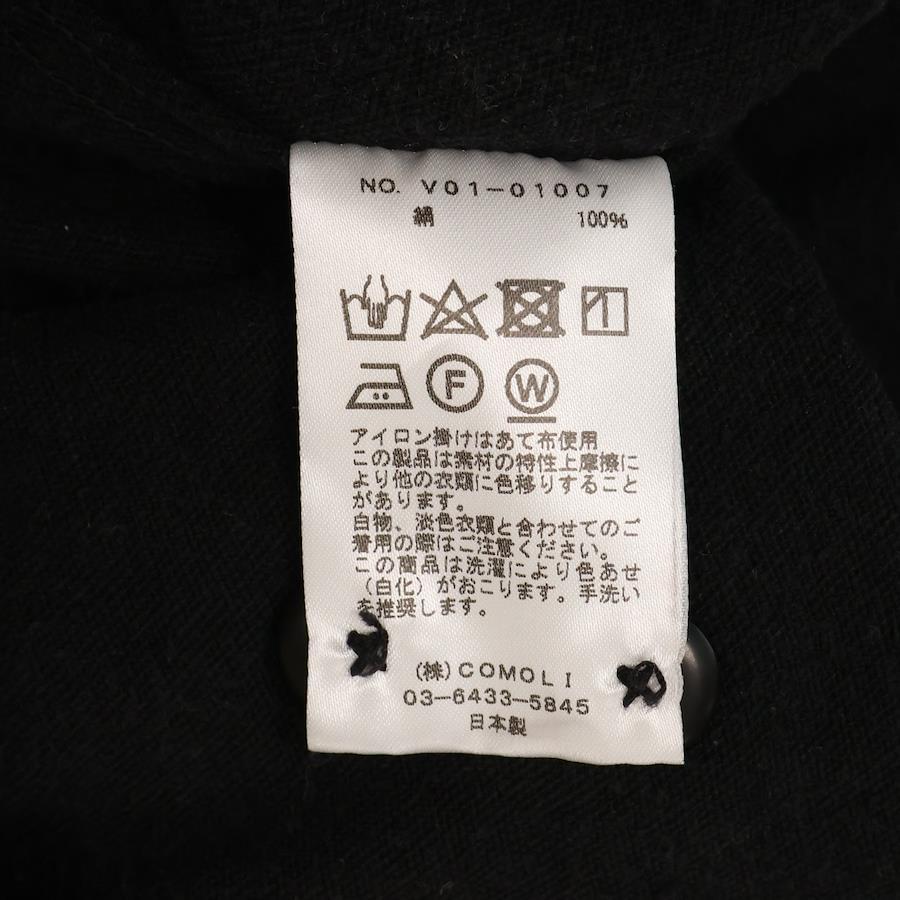 NO. V01-01007
絹 100%
F W
アイロン掛けはあて布使用
この製品は素材の特性上摩擦に
より他の衣類に色移りすること
があります。
白物、淡色衣類と合わせてのご
着用の際はご注意ください。
この商品は洗濯により色あせ
(白化)がおこります。手洗い
を推奨します。
(株)COMOLI
03-6433-5845
日本製